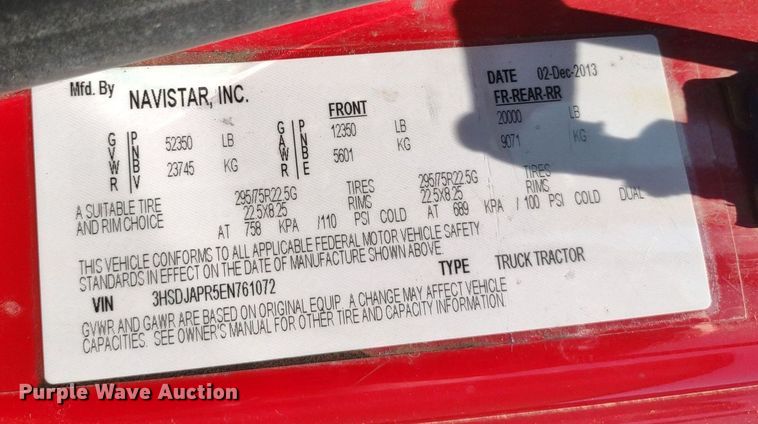 Mfd. By NAVISTAR, INC. DATE 02-Dec-2013
FRONT FR-REAR-RR
G P 52350 LB G P 12350 LB 20000 LB
V N A N
W B 23745 KG W B 5601 KG 9071 KG
R V R E
295/75R22.5G TIRES 295/75R22.5G TIRES
A SUITABLE TIRE 22.5X8.25 RIMS 22.5X8.25 RIMS
AND RIM CHOICE AT 758 KPA /110 PSI COLD AT 689 KPA / 100 PSI COLD DUAL
THIS VEHICLE CONFORMS TO ALL APPLICABLE FEDERAL MOTOR VEHICLE SAFETY
STANDARDS IN EFFECT ON THE DATE OF MANUFACTURE SHOWN ABOVE.
VIN 3HSDJAPR5EN761072 TYPE TRUCK TRACTOR
GVWR AND GAWR ARE BASED ON ORIGINAL EQUIP. A CHANGE MAY AFFECT VEHICLE
CAPACITIES. SEE OWNER'S MANUAL FOR OTHER TIRE AND CAPACITY INFORMATION.
Purple Wave Auction